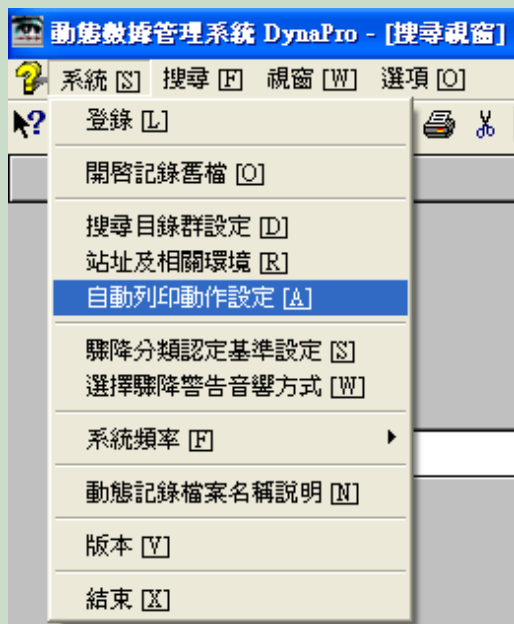 動態數據管理系統 DynaPro - [搜尋視窗]
系統 [S] 搜尋 [F] 視窗 [W] 選項 [O]
登錄 [L]
開啓記錄舊檔 [O]
搜尋目錄群設定 [D]
站址及相關環境 [R]
自動列印動作設定 [A]
驟降分類認定基準設定 [S]
選擇驟降警告音響方式 [W]
系統頻率 [F]
動態記錄檔案名稱說明 [N]
版本 [V]
結束 [X]